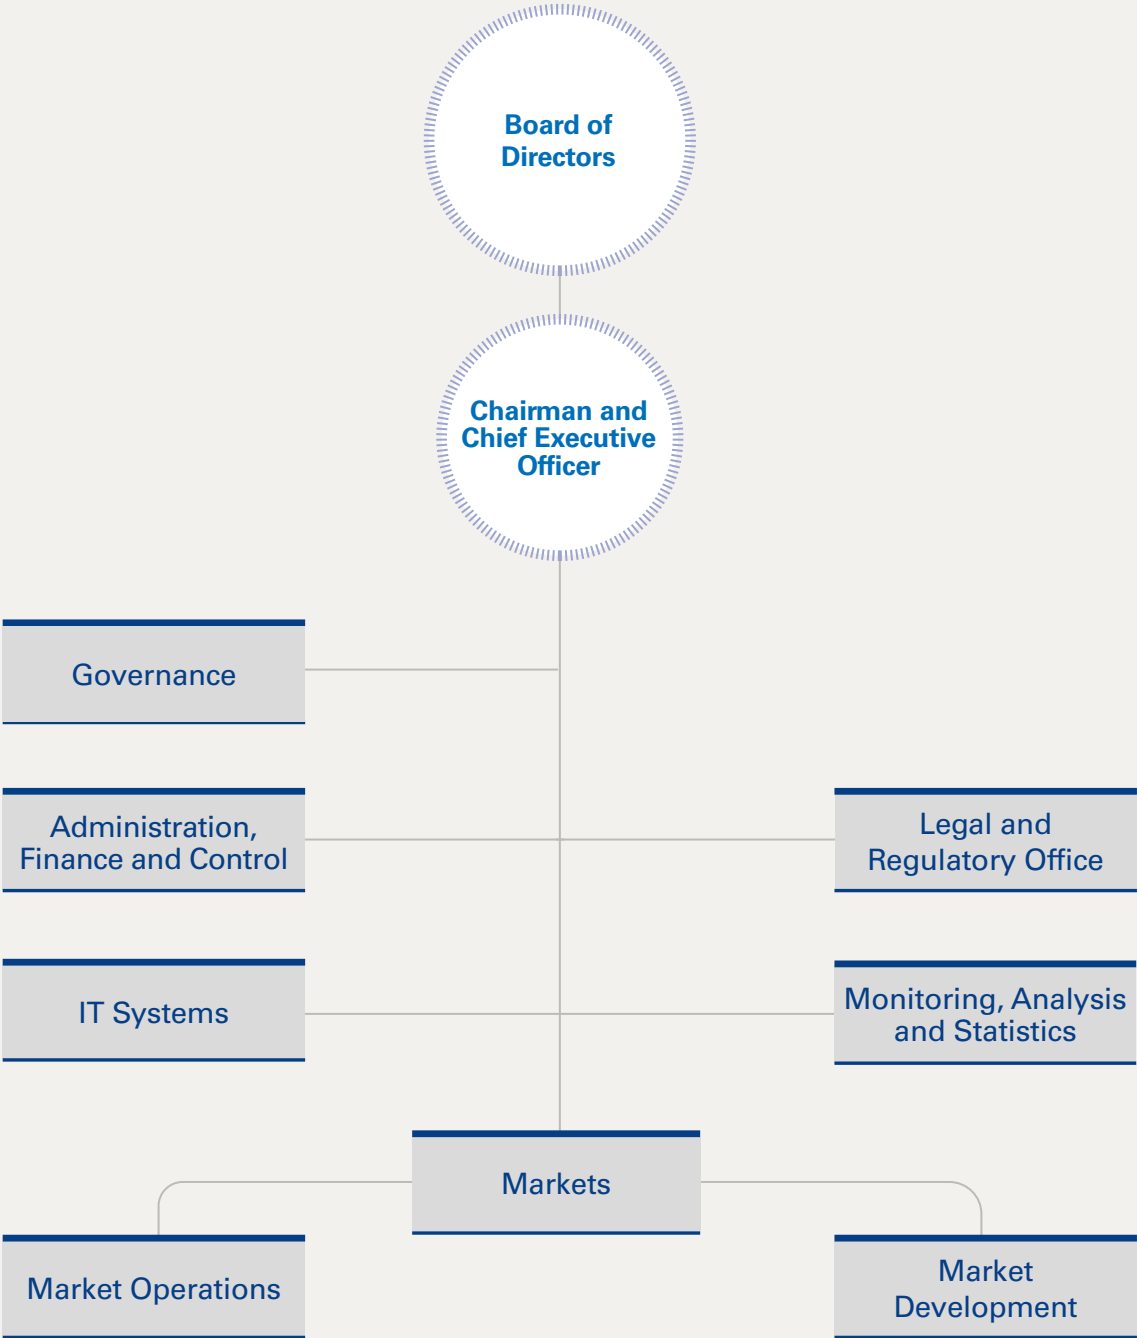 Board of
Directors
Chairman and
Chief Executive
Officer
Governance
Administration,
Finance and Control
Legal and
Regulatory Office
IT Systems
Monitoring, Analysis
and Statistics
Markets
Market Operations
Market
Development